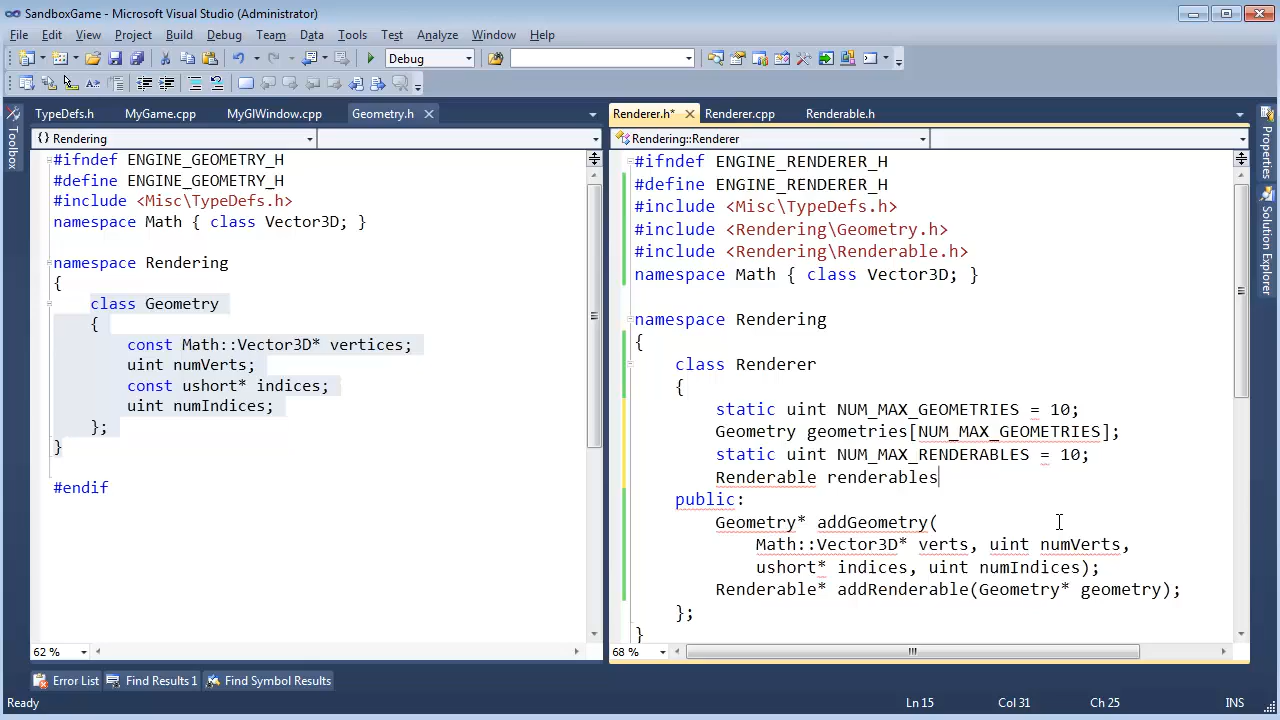 SandboxGame - Microsoft Visual Studio (Administrator)
File Edit View Project Build Debug Team Data Tools Test Analyze Window Help
Debug
TypeDefs.h MyGame.cpp MyGlWindow.cpp Geometry.h Renderer.h* Renderer.cpp Renderable.h
{} Rendering
Rendering::Renderer
Toolbox
#ifndef ENGINE_GEOMETRY_H
#define ENGINE_GEOMETRY_H
#include <Misc\TypeDefs.h>
namespace Math { class Vector3D; }
namespace Rendering
{
class Geometry
{
const Math::Vector3D* vertices;
uint numVerts;
const ushort* indices;
uint numIndices;
};
}
#endif
62 %
#ifndef ENGINE_RENDERER_H
#define ENGINE_RENDERER_H
#include <Misc\TypeDefs.h>
#include <Rendering\Geometry.h>
#include <Rendering\Renderable.h>
namespace Math { class Vector3D; }
namespace Rendering
{
class Renderer
{
static uint NUM_MAX_GEOMETRIES = 10;
Geometry geometries[NUM_MAX_GEOMETRIES];
static uint NUM_MAX_RENDERABLES = 10;
Renderable renderables
public:
Geometry* addGeometry(
Math::Vector3D* verts, uint numVerts,
ushort* indices, uint numIndices);
Renderable* addRenderable(Geometry* geometry);
};
}
68 %
Properties
Solution Explorer
Error List Find Results 1 Find Symbol Results
Ready Ln 15 Col 31 Ch 25 INS